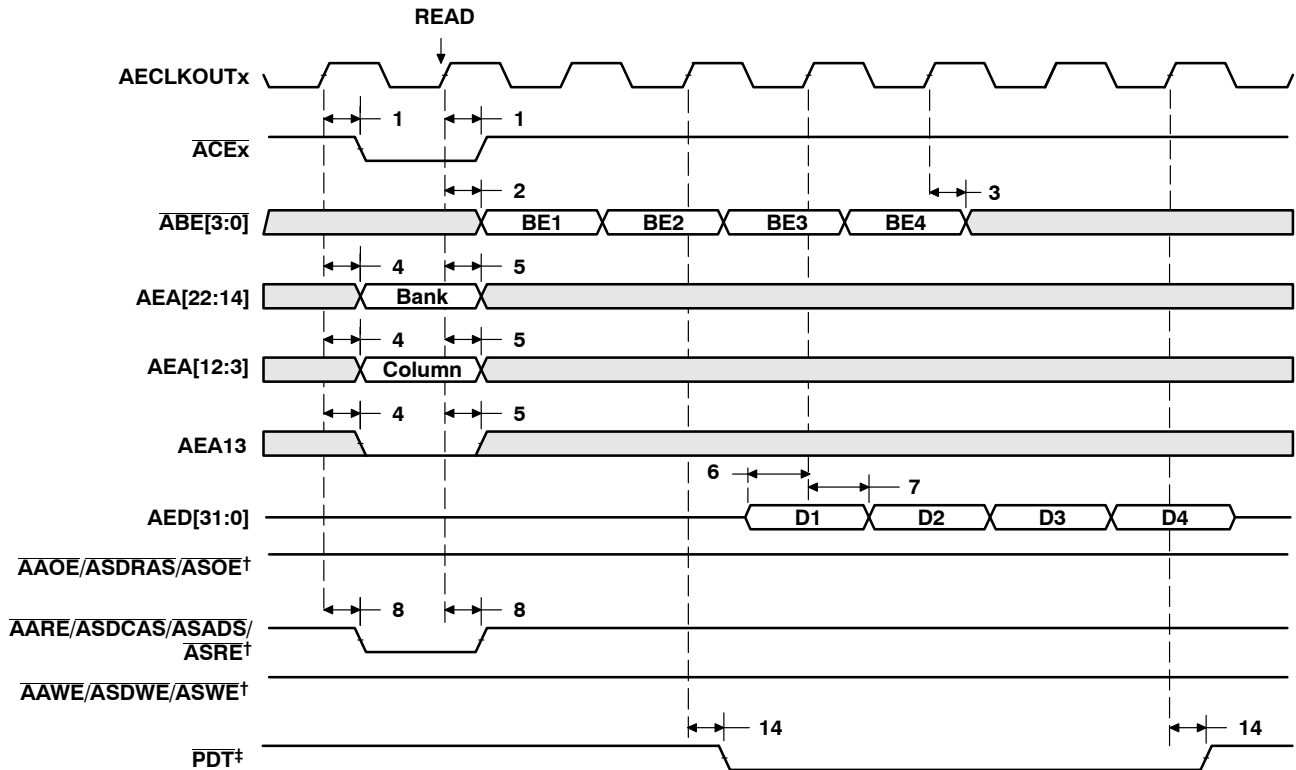 READ
AECLKOUTx
1 1
ACEx
2 3
ABE[3:0] BE1 BE2 BE3 BE4
4 5
AEA[22:14] Bank
4 5
AEA[12:3] Column
4 5
AEA13
6 7
AED[31:0] D1 D2 D3 D4
AAOE/ASDRAS/ASOE†
8 8
AARE/ASDCAS/ASADS/
ASRE†
AAWE/ASDWE/ASWE†
14 14
PDT‡